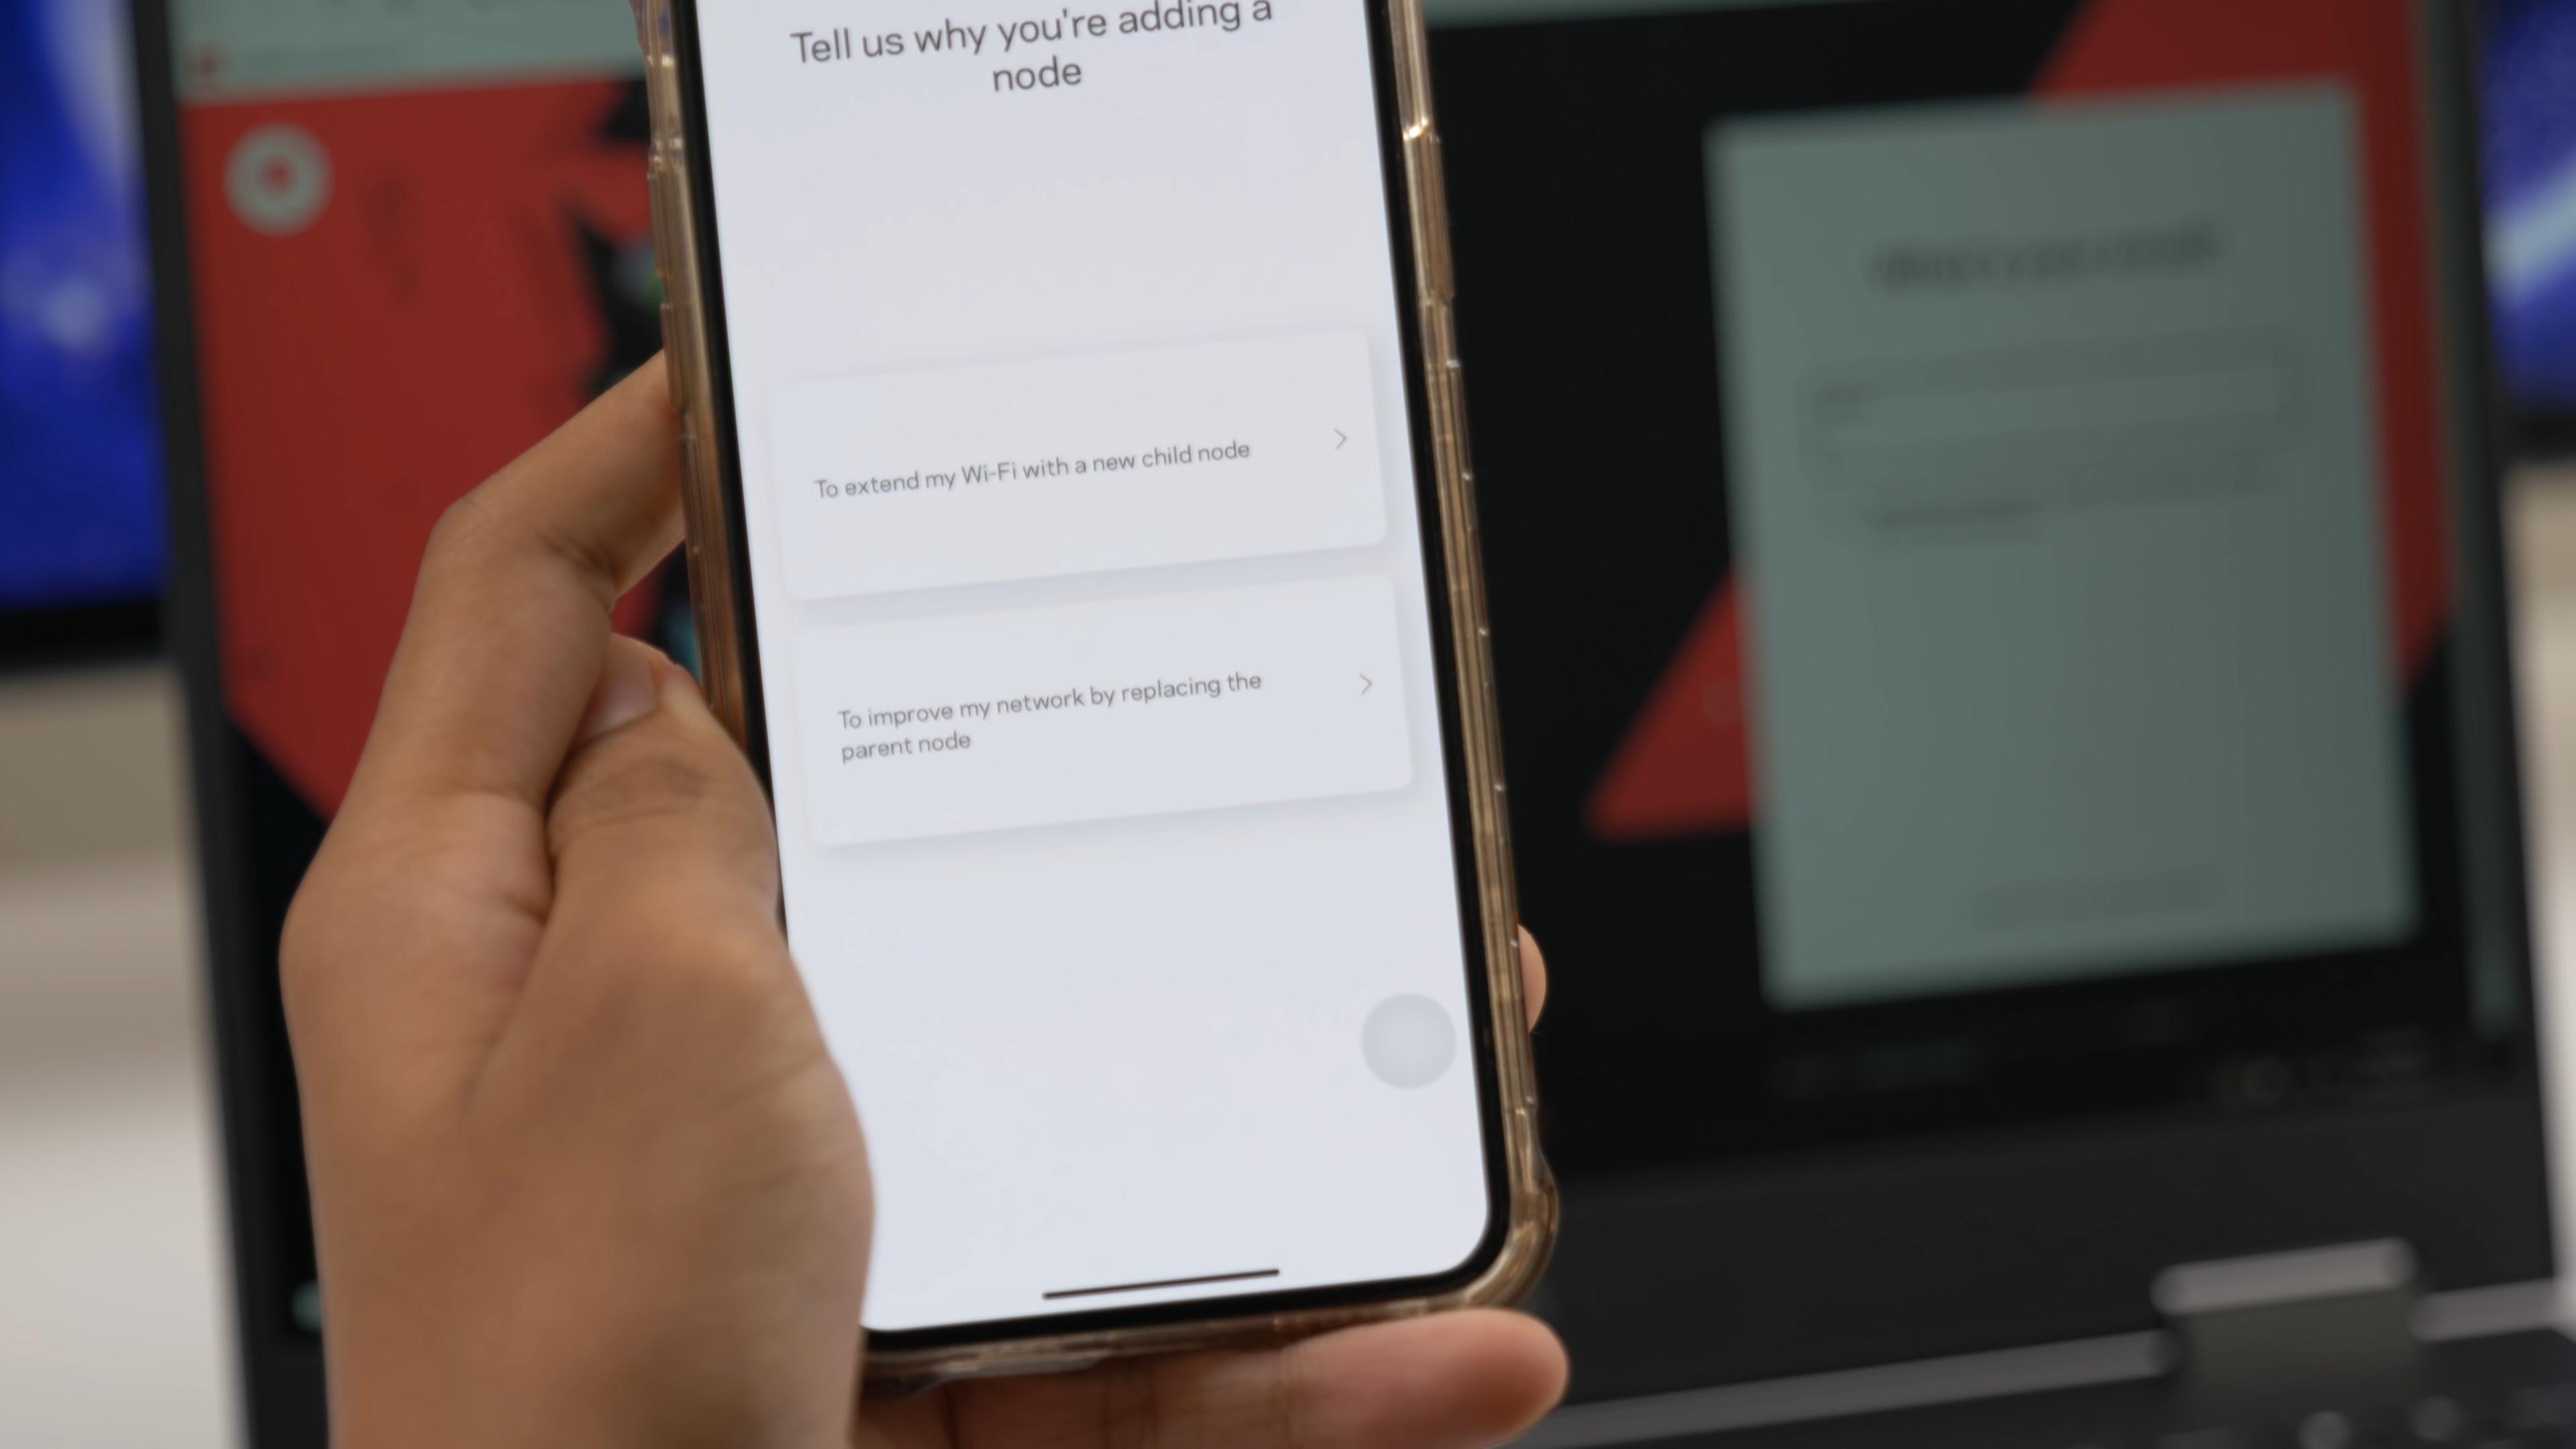 Tell us why you're adding a
node
To extend my Wi-Fi with a new child node
To improve my network by replacing the
parent node